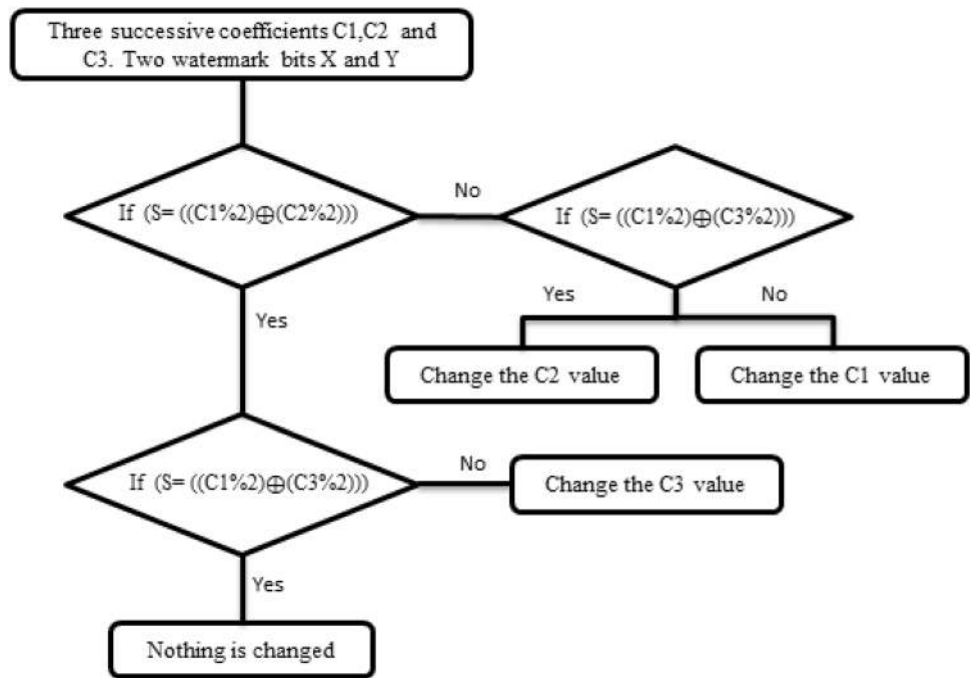 Three successive coefficients C1,C2 and
C3. Two watermark bits X and Y
If (S= ((C1%2)⊕(C2%2)))
No
If (S= ((C1%2)⊕(C3%2)))
Yes
No
Yes
Change the C2 value
Change the C1 value
If (S= ((C1%2)⊕(C3%2)))
No
Change the C3 value
Yes
Nothing is changed